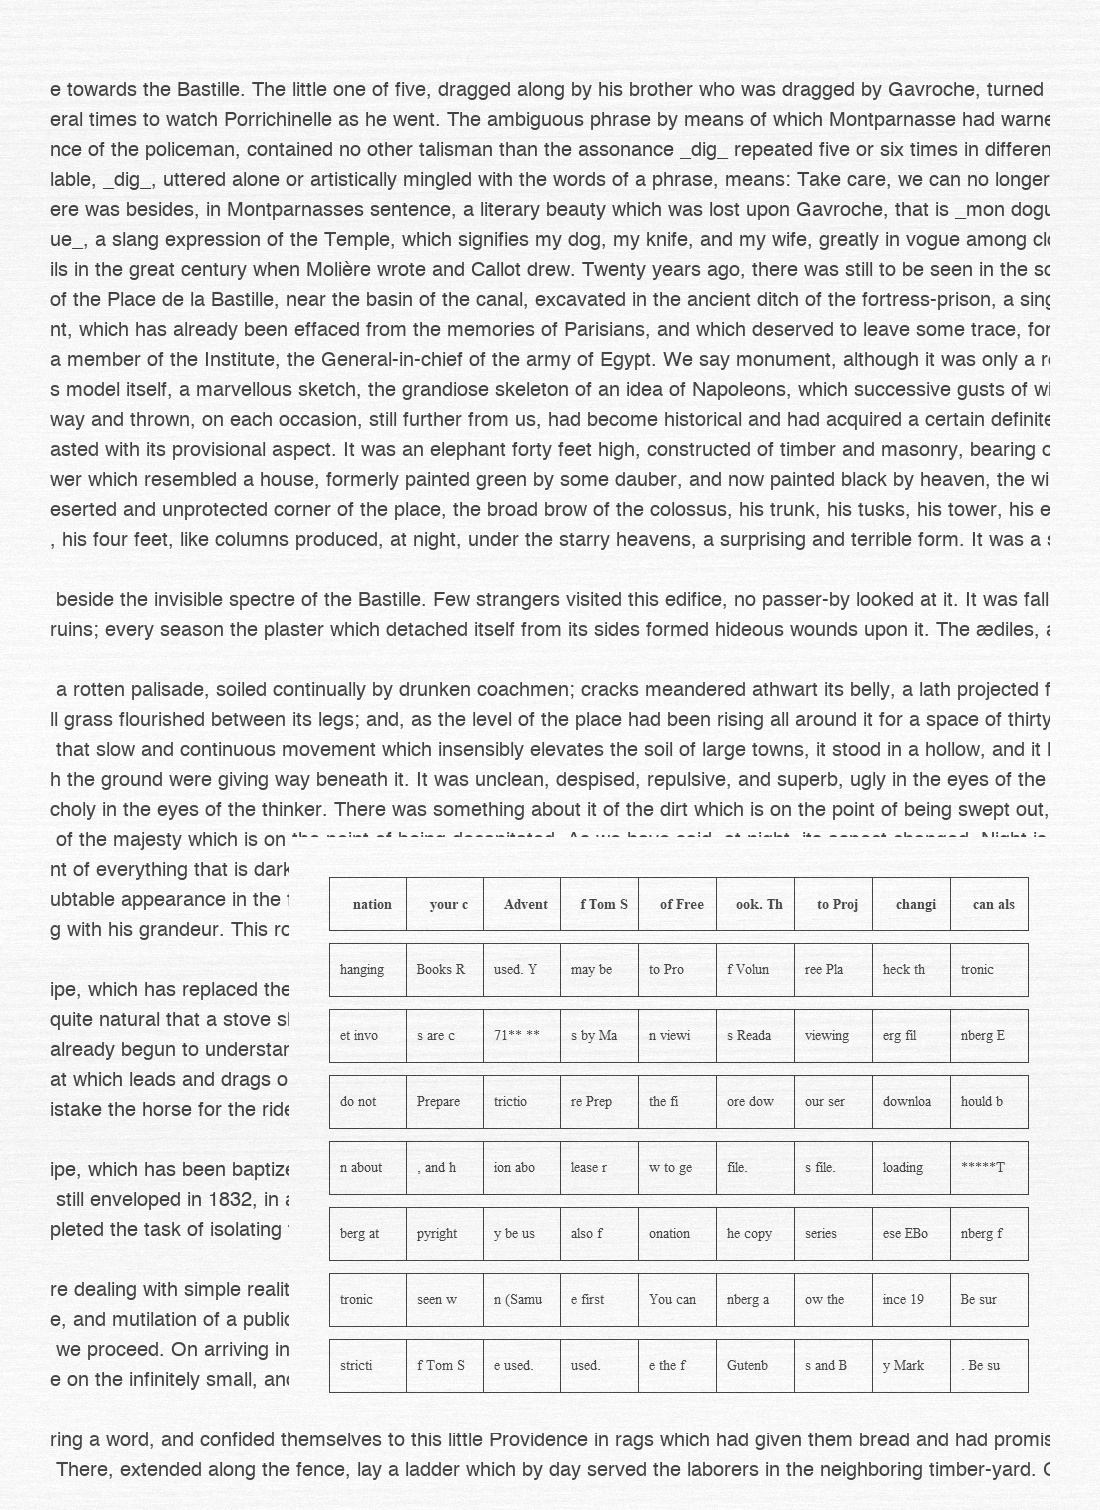 e towards the Bastille. The little one of five, dragged along by his brother who was dragged by Gavroche, turned
eral times to watch Porrichinelle as he went. The ambiguous phrase by means of which Montparnasse had warne
nce of the policeman, contained no other talisman than the assonance _dig_ repeated five or six times in differen
lable, _dig_, uttered alone or artistically mingled with the words of a phrase, means: Take care, we can no longer
ere was besides, in Montparnasses sentence, a literary beauty which was lost upon Gavroche, that is _mon dogu
ue_, a slang expression of the Temple, which signifies my dog, my knife, and my wife, greatly in vogue among clo
ils in the great century when Molière wrote and Callot drew. Twenty years ago, there was still to be seen in the so
of the Place de la Bastille, near the basin of the canal, excavated in the ancient ditch of the fortress-prison, a sing
nt, which has already been effaced from the memories of Parisians, and which deserved to leave some trace, for
a member of the Institute, the General-in-chief of the army of Egypt. We say monument, although it was only a r
s model itself, a marvellous sketch, the grandiose skeleton of an idea of Napoleons, which successive gusts of wi
way and thrown, on each occasion, still further from us, had become historical and had acquired a certain definite
asted with its provisional aspect. It was an elephant forty feet high, constructed of timber and masonry, bearing
wer which resembled a house, formerly painted green by some dauber, and now painted black by heaven, the wi
eserted and unprotected corner of the place, the broad brow of the colossus, his trunk, his tusks, his tower, his e
, his four feet, like columns produced, at night, under the starry heavens, a surprising and terrible form. It was a
beside the invisible spectre of the Bastille. Few strangers visited this edifice, no passer-by looked at it. It was fall
ruins; every season the plaster which detached itself from its sides formed hideous wounds upon it. The ædiles,
a rotten palisade, soiled continually by drunken coachmen; cracks meandered athwart its belly, a lath projected f
ll grass flourished between its legs; and, as the level of the place had been rising all around it for a space of thirty
that slow and continuous movement which insensibly elevates the soil of large towns, it stood in a hollow, and it
h the ground were giving way beneath it. It was unclean, despised, repulsive, and superb, ugly in the eyes of the
choly in the eyes of the thinker. There was something about it of the dirt which is on the point of being swept out,
of the majesty which is on the point of being decapitated. As we have said, at night, its aspect changed. Night is
nt of everything that is dark
ubtable appearance in the
g with his grandeur. This ro
ipe, which has replaced the
quite natural that a stove sh
already begun to understan
at which leads and drags o
istake the horse for the ride
ipe, which has been baptize
still enveloped in 1832, in a
pleted the task of isolating
re dealing with simple realit
e, and mutilation of a public
we proceed. On arriving in
e on the infinitely small, and
nation your c Advent f Tom S of Free ook. Th to Proj changi can als
hanging Books R used. Y may be to Pro f Volun ree Pla heck th tronic
et invo s are c 71** ** s by Ma n viewi s Reada viewing erg fil nberg E
do not Prepare trictio re Prep the fi ore dow our ser downloa hould b
n about , and h ion abo lease r w to ge file. s file. loading *****T
berg at pyright y be us also f onation he copy series ese EBo nberg f
tronic seen w n (Samu e first You can nberg a ow the ince 19 Be sur
stricti f Tom S e used. used. e the f Gutenb s and B y Mark . Be su
ring a word, and confided themselves to this little Providence in rags which had given them bread and had promis
There, extended along the fence, lay a ladder which by day served the laborers in the neighboring timber-yard.